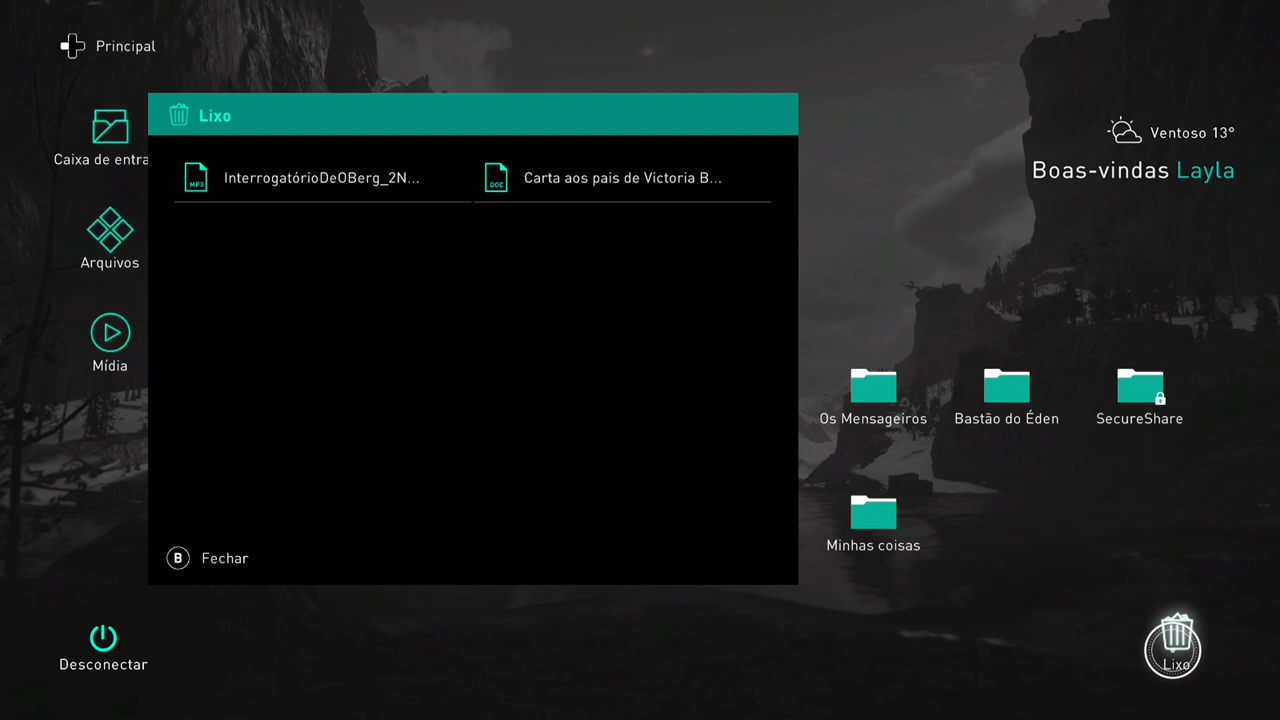 Principal
Lixo
Caixa de entra
MP3
InterrogatórioDeOBerg_2N...
DOC
Carta aos pais de Victoria B...
Ventoso 13°
Boas-vindas Layla
Arquivos
Mídia
Os Mensageiros
Bastão do Éden
SecureShare
Minhas coisas
B Fechar
Desconectar
Lixo